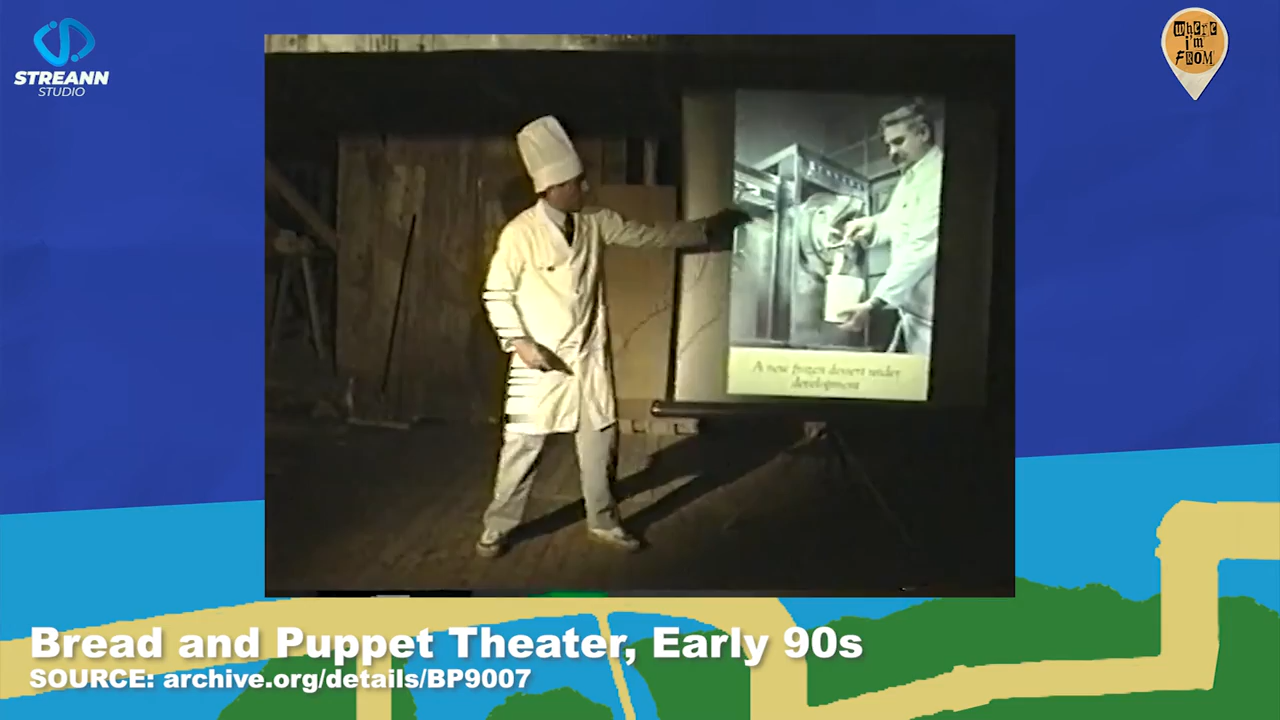 STREANN
STUDIO
where
i'm
FROM
A new frozen dessert under
development
Bread and Puppet Theater, Early 90s
SOURCE: archive.org/details/BP9007